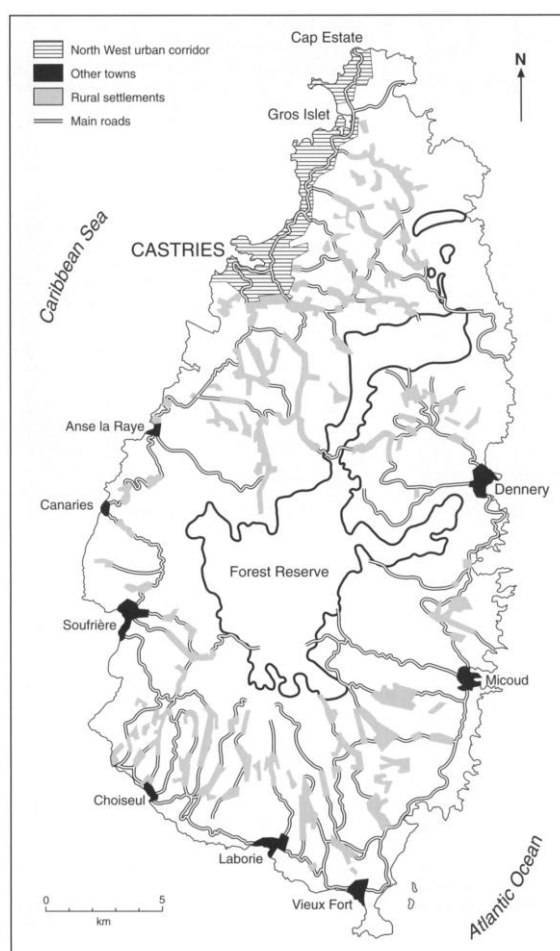 North West urban corridor
Other towns
Rural settlements
Main roads
Cap Estate
N
Gros Islet
Caribbean Sea
CASTRIES
Anse la Raye
Dennery
Canaries
Forest Reserve
Soufrière
Micoud
Choiseul
Laborie
Vieux Fort
Atlantic Ocean
0 5
km